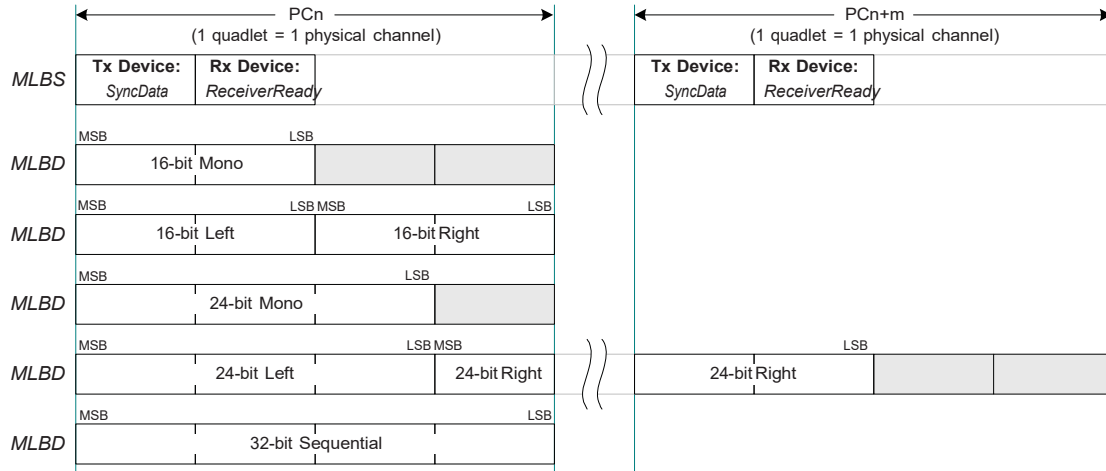 PCn PCn+m
(1 quadlet = 1 physical channel) (1 quadlet = 1 physical channel)
MLBS Tx Device: Rx Device: Tx Device: Rx Device:
SyncData ReceiverReady SyncData ReceiverReady
MSB LSB
MLBD 16-bit Mono
MSB LSB MSB LSB
MLBD 16-bit Left 16-bit Right
MSB LSB
MLBD 24-bit Mono
MSB LSB MSB LSB
MLBD 24-bit Left 24-bit Right 24-bit Right
MSB LSB
MLBD 32-bit Sequential